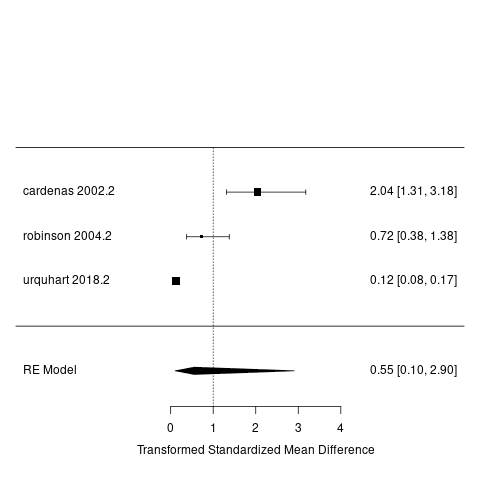 cardenas 2002.2 2.04 [1.31, 3.18]
robinson 2004.2 0.72 [0.38, 1.38]
urquhart 2018.2 0.12 [0.08, 0.17]
RE Model 0.55 [0.10, 2.90]
0 1 2 3 4
Transformed Standardized Mean Difference